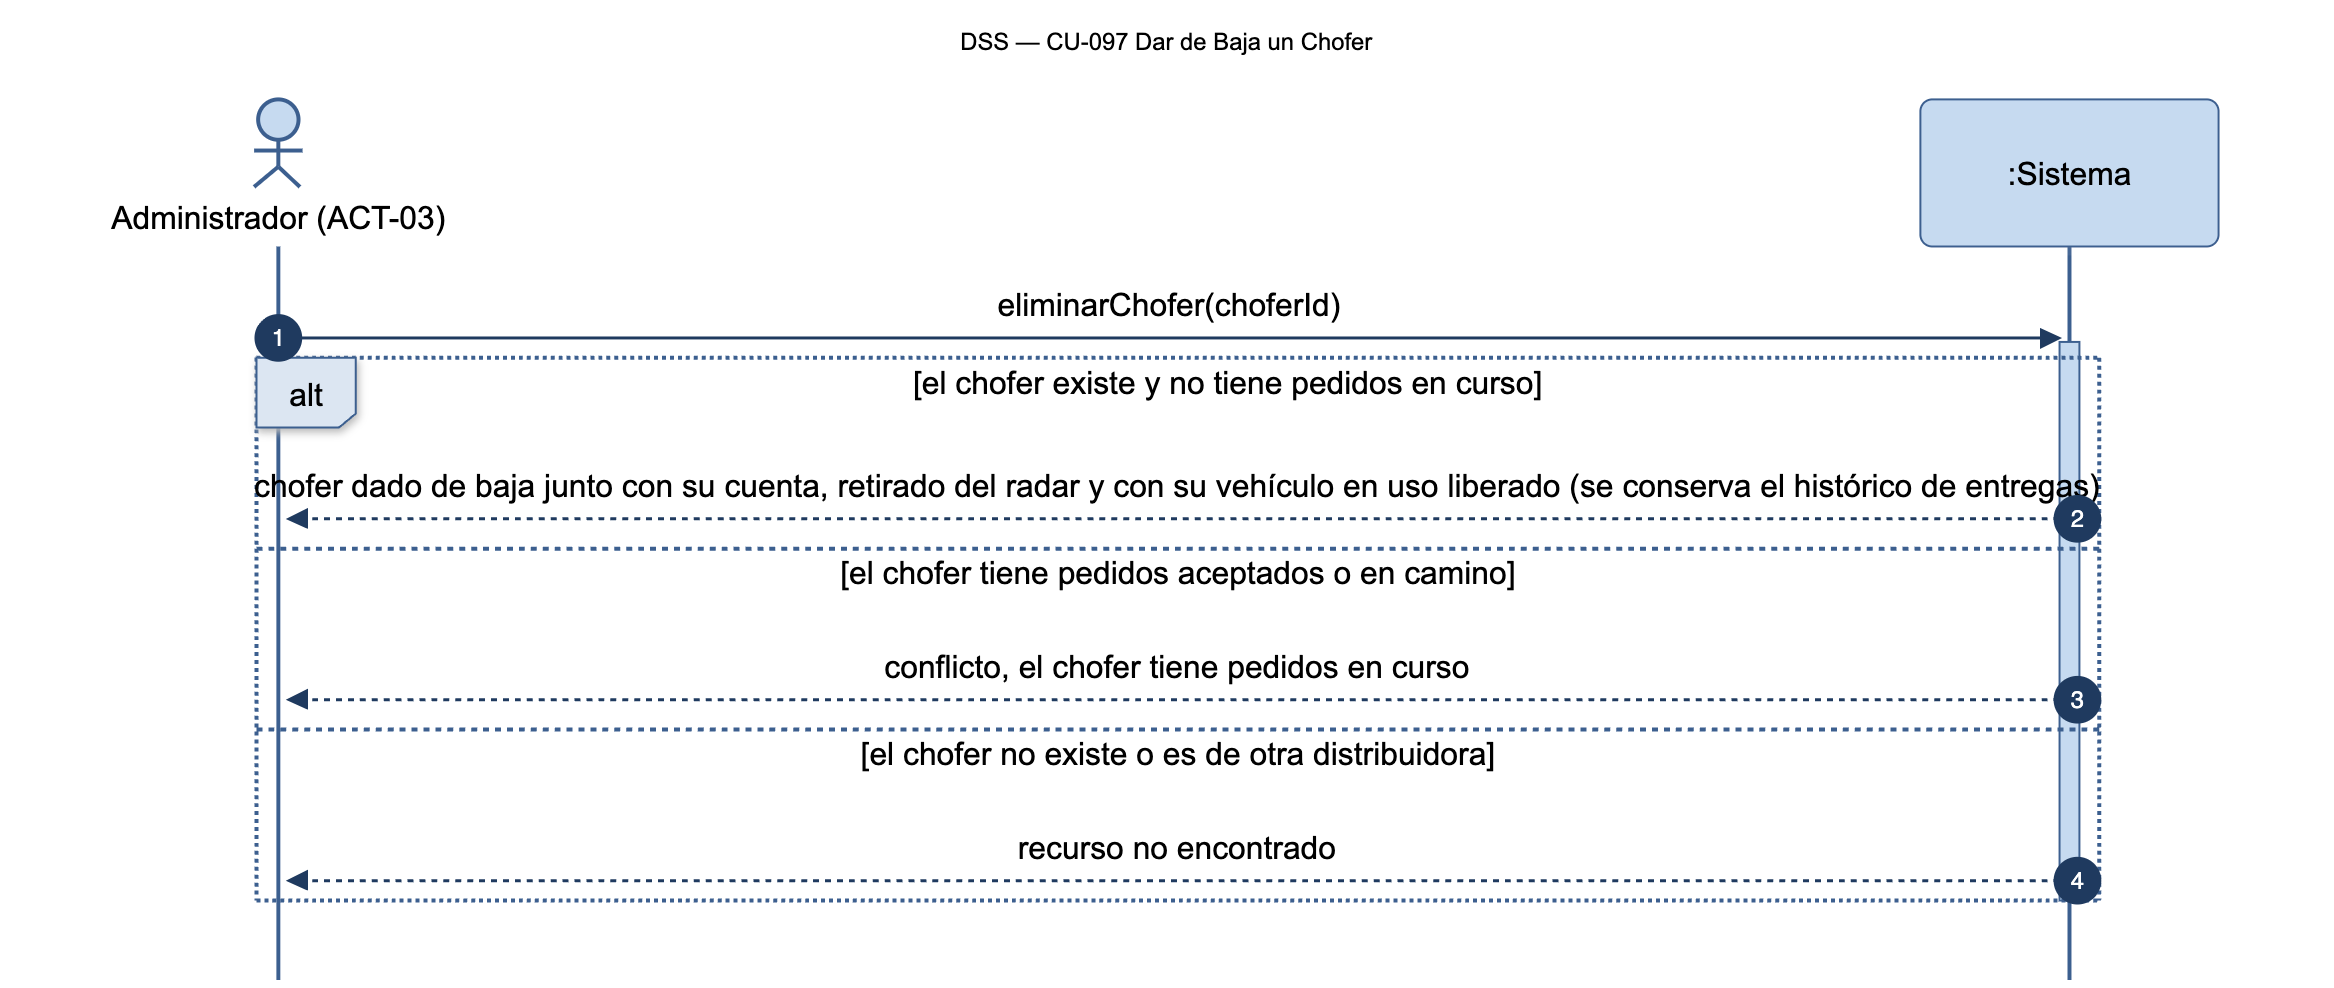 DSS — CU-097 Dar de Baja un Chofer
Administrador (ACT-03)
:Sistema
eliminarChofer(choferId)
1
alt
[el chofer existe y no tiene pedidos en curso]
chofer dado de baja junto con su cuenta, retirado del radar y con su vehículo en uso liberado (se conserva el histórico de entregas)
2
[el chofer tiene pedidos aceptados o en camino]
conflicto, el chofer tiene pedidos en curso
3
[el chofer no existe o es de otra distribuidora]
recurso no encontrado
4